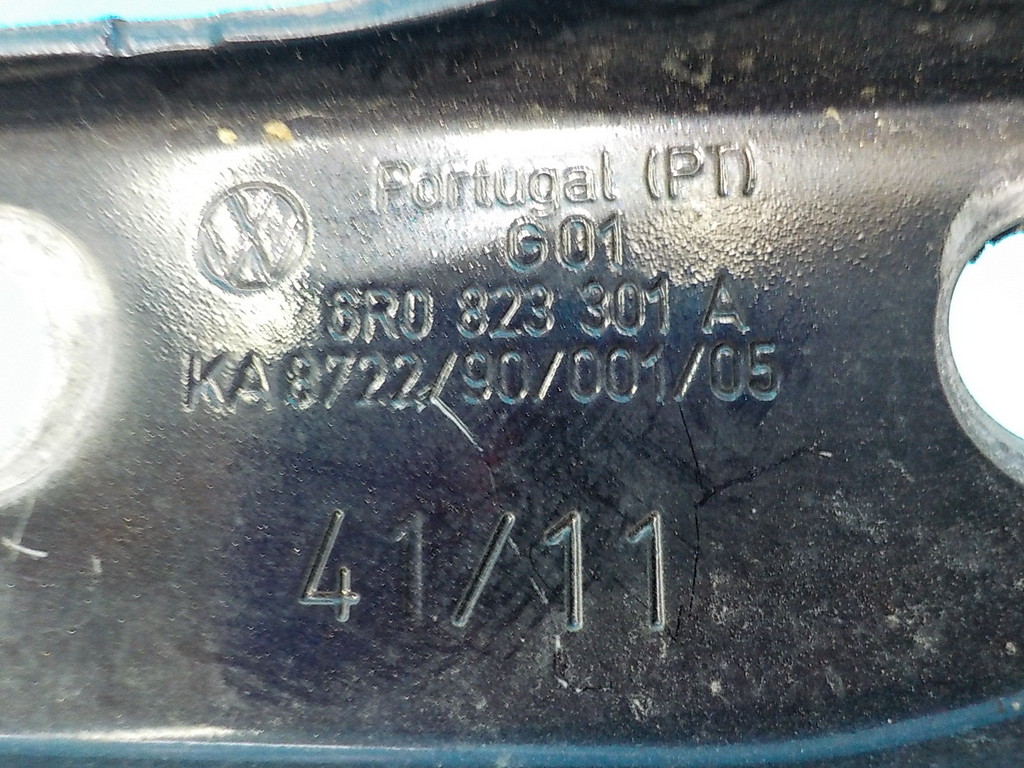 Portugal (PT)
G01
6R0 823 301 A
KA 8722/90/001/05
41/11